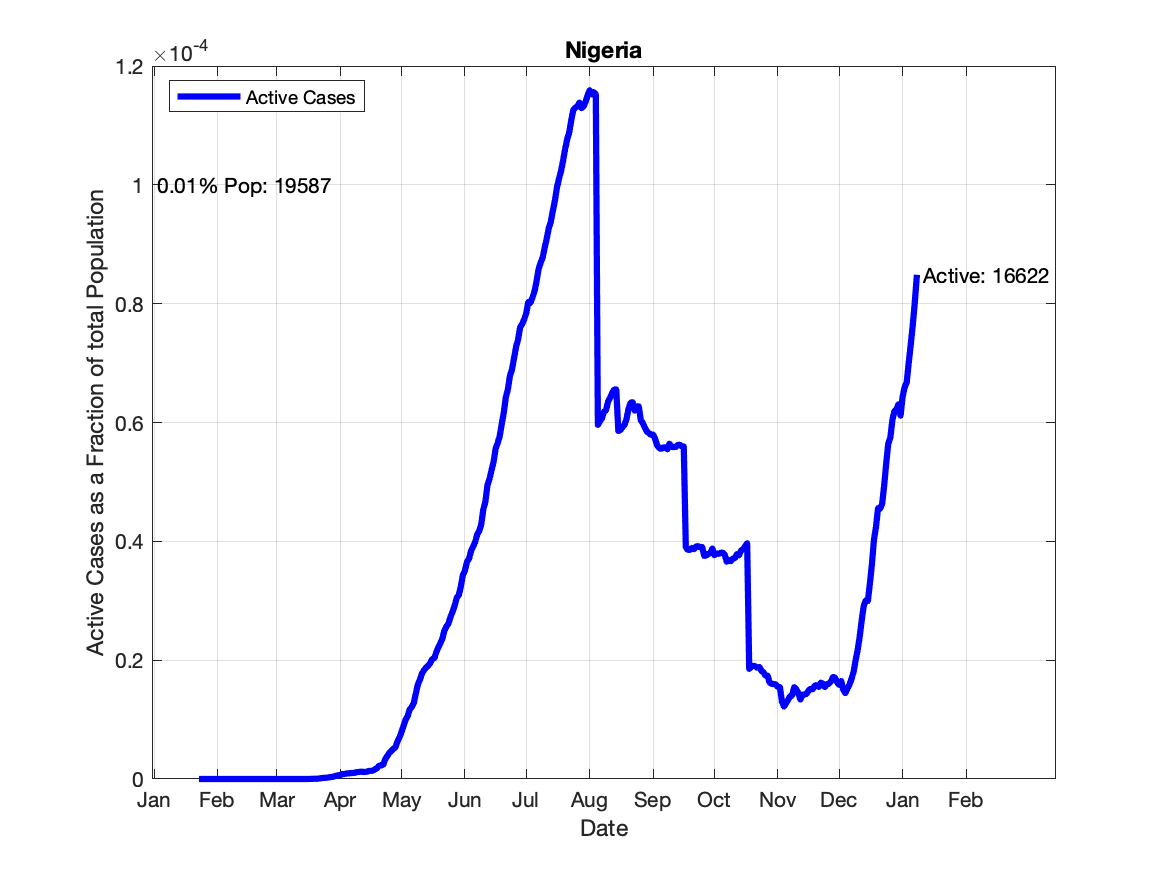 Nigeria
×10-4
1.2
Active Cases
1
0.01% Pop: 19587
Active: 16622
0.8
0.6
0.4
0.2
0
Active Cases as a Fraction of total Population
Jan Feb Mar Apr May Jun Jul Aug Sep Oct Nov Dec Jan Feb
Date